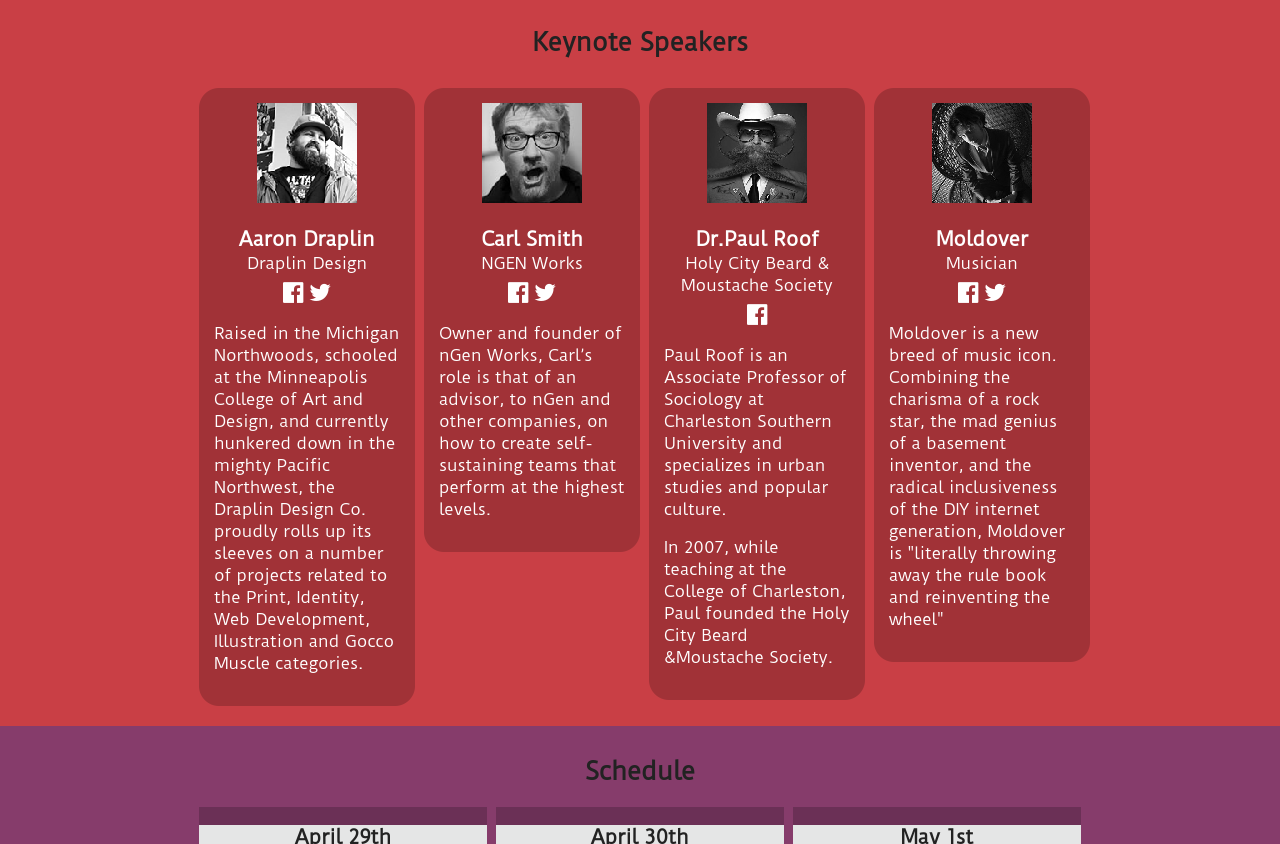 Keynote Speakers
Aaron Draplin
Draplin Design
Raised in the Michigan
Northwoods, schooled
at the Minneapolis
College of Art and
Design, and currently
hunkered down in the
mighty Pacific
Northwest, the
Draplin Design Co.
proudly rolls up its
sleeves on a number
of projects related to
the Print, Identity,
Web Development,
Illustration and Gocco
Muscle categories.
Carl Smith
NGEN Works
Owner and founder of
nGen Works, Carl’s
role is that of an
advisor, to nGen and
other companies, on
how to create self-
sustaining teams that
perform at the highest
levels.
Dr.Paul Roof
Holy City Beard &
Moustache Society
Paul Roof is an
Associate Professor of
Sociology at
Charleston Southern
University and
specializes in urban
studies and popular
culture.
In 2007, while
teaching at the
College of Charleston,
Paul founded the Holy
City Beard
&Moustache Society.
Moldover
Musician
Moldover is a new
breed of music icon.
Combining the
charisma of a rock
star, the mad genius
of a basement
inventor, and the
radical inclusiveness
of the DIY internet
generation, Moldover
is "literally throwing
away the rule book
and reinventing the
wheel"
Schedule
April 29th
April 30th
May 1st